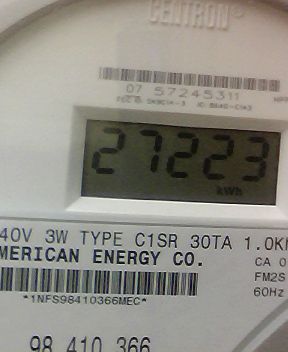 CENTRON®
07 57245311
27223
kWh
40V 3W TYPE C1SR 30TA 1.0K
MERICAN ENERGY CO.
CA 0
FM2S
60Hz
*1NFS98410366MEC*
98 410 366